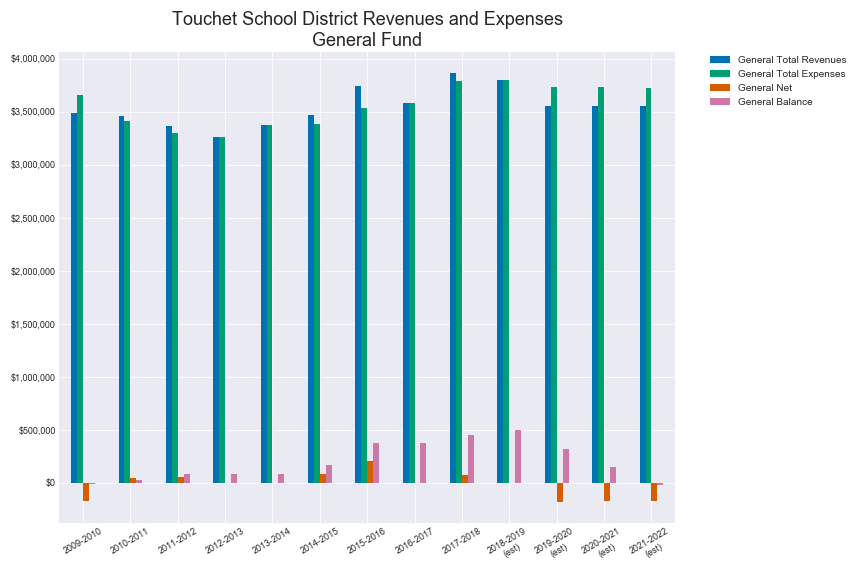 Touchet School District Revenues and Expenses
General Fund
$4,000,000
$3,500,000
$3,000,000
$2,500,000
$2,000,000
$1,500,000
$1,000,000
$500,000
$0
General Total Revenues
General Total Expenses
General Net
General Balance
2009-2010
2010-2011
2011-2012
2012-2013
2013-2014
2014-2015
2015-2016
2016-2017
2017-2018
2018-2019
(est)
2019-2020
(est)
2020-2021
(est)
2021-2022
(est)